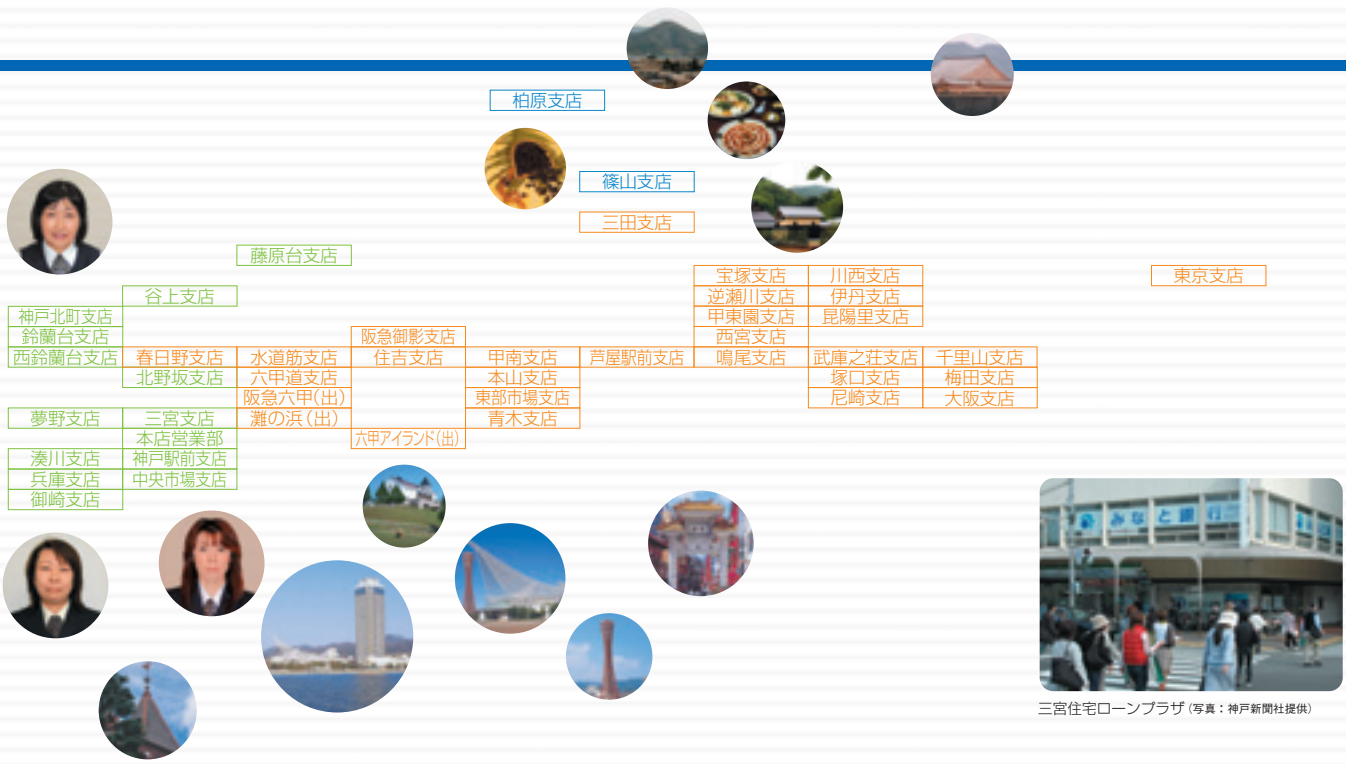 柏原支店
篠山支店
三田支店
藤原台支店
宝塚支店 川西支店 東京支店
谷上支店 逆瀬川支店 伊丹支店
神戸北町支店 甲東園支店 昆陽里支店
鈴蘭台支店 阪急御影支店 西宮支店
西鈴蘭台支店 春日野支店 水道筋支店 住吉支店 甲南支店 芦屋駅前支店 鳴尾支店 武庫之荘支店 千里山支店
北野坂支店 六甲道支店 本山支店 塚口支店 梅田支店
阪急六甲(出) 東部市場支店 尼崎支店 大阪支店
夢野支店 三宮支店 灘の浜(出) 青木支店
本店営業部 六甲アイランド(出)
湊川支店 神戸駅前支店
兵庫支店 中央市場支店
御崎支店
みなと銀行
三宮住宅ローンプラザ(写真:神戸新聞社提供)